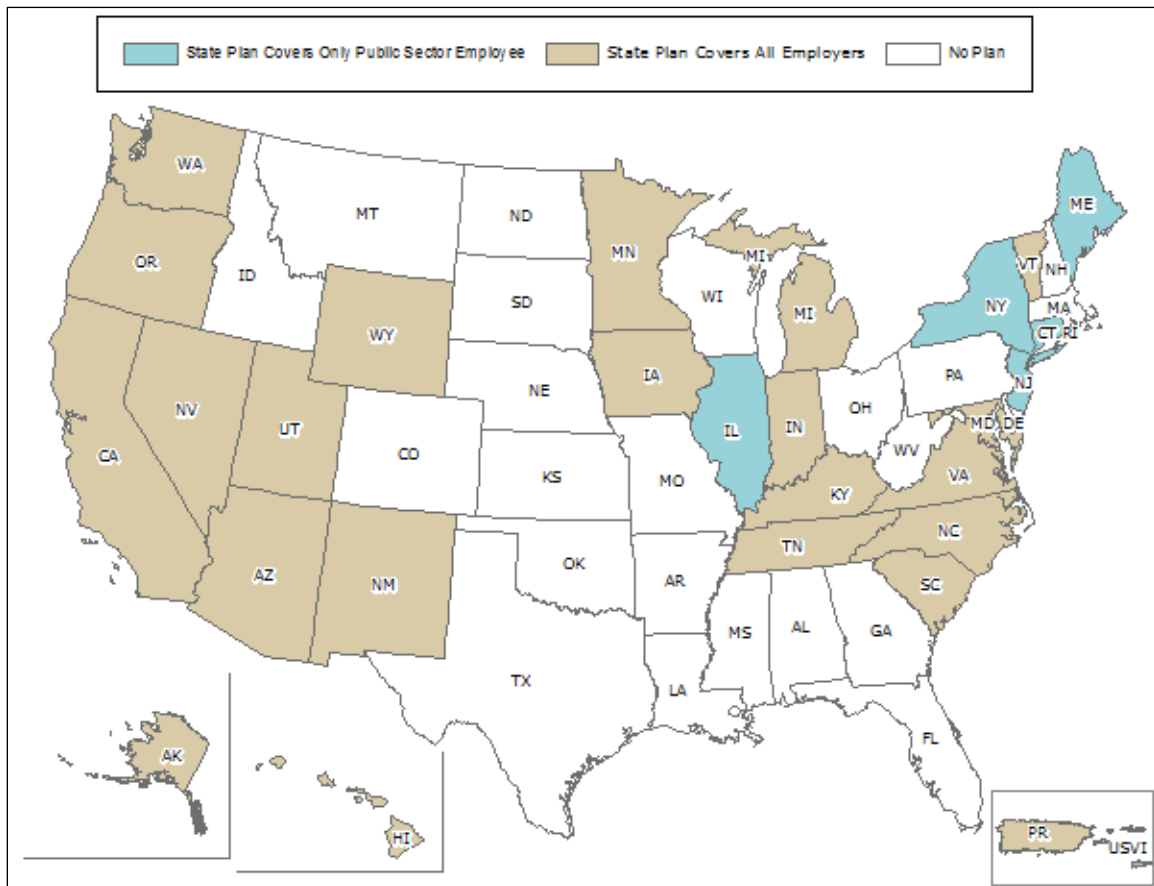 State Plan Covers Only Public Sector Employee
State Plan Covers All Employers
No Plan
WA
MT
ND
MN
ME
OR
ID
SD
WI
MI
MI
VT
NH
NY
MA
CT
RI
WY
NE
IA
PA
NJ
NV
UT
CO
KS
IL
IN
OH
MD
DE
CA
MO
WV
VA
KY
AZ
NM
OK
AR
TN
NC
SC
TX
LA
MS
AL
GA
FL
AK
HI
PR
USVI